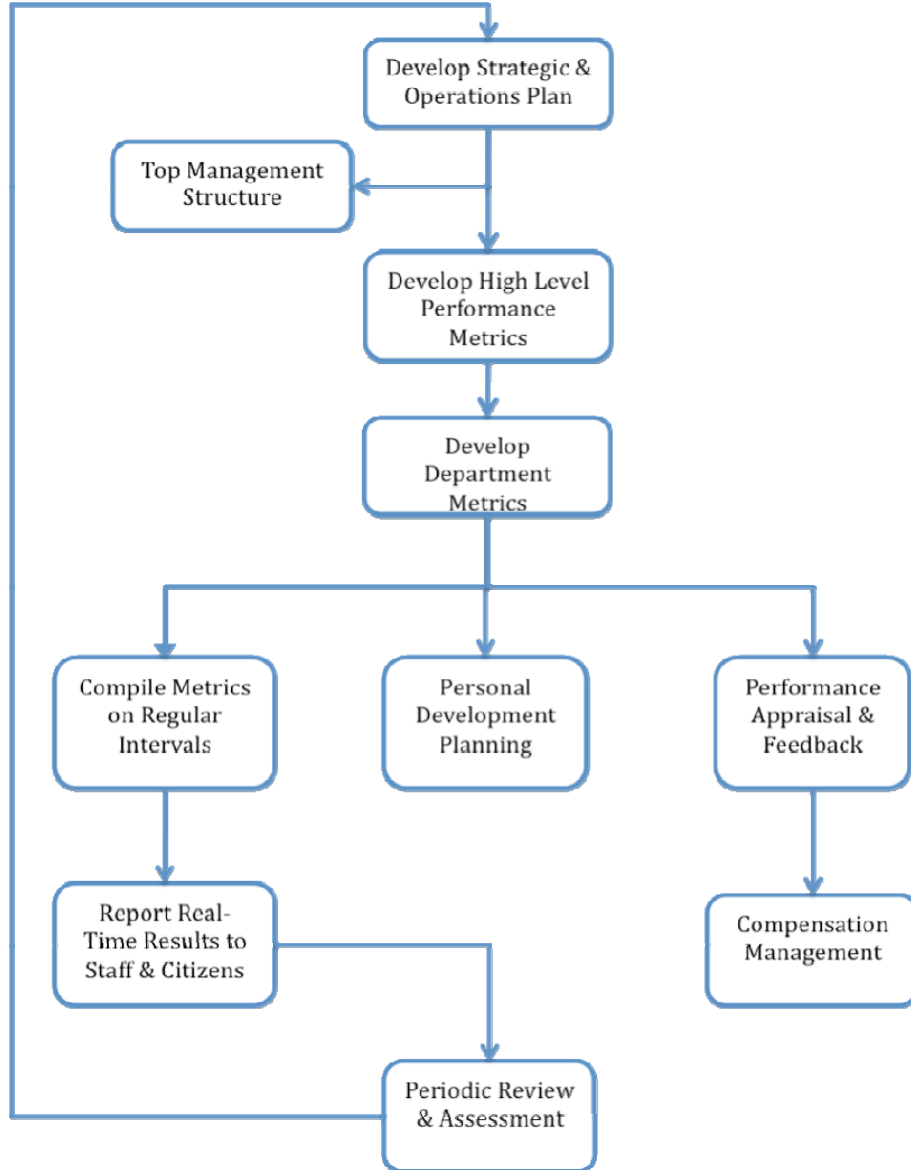 Develop Strategic &
Operations Plan
Top Management
Structure
Develop High Level
Performance
Metrics
Develop
Department
Metrics
Compile Metrics
on Regular
Intervals
Personal
Development
Planning
Performance
Appraisal &
Feedback
Report Real-
Time Results to
Staff & Citizens
Compensation
Management
Periodic Review
& Assessment